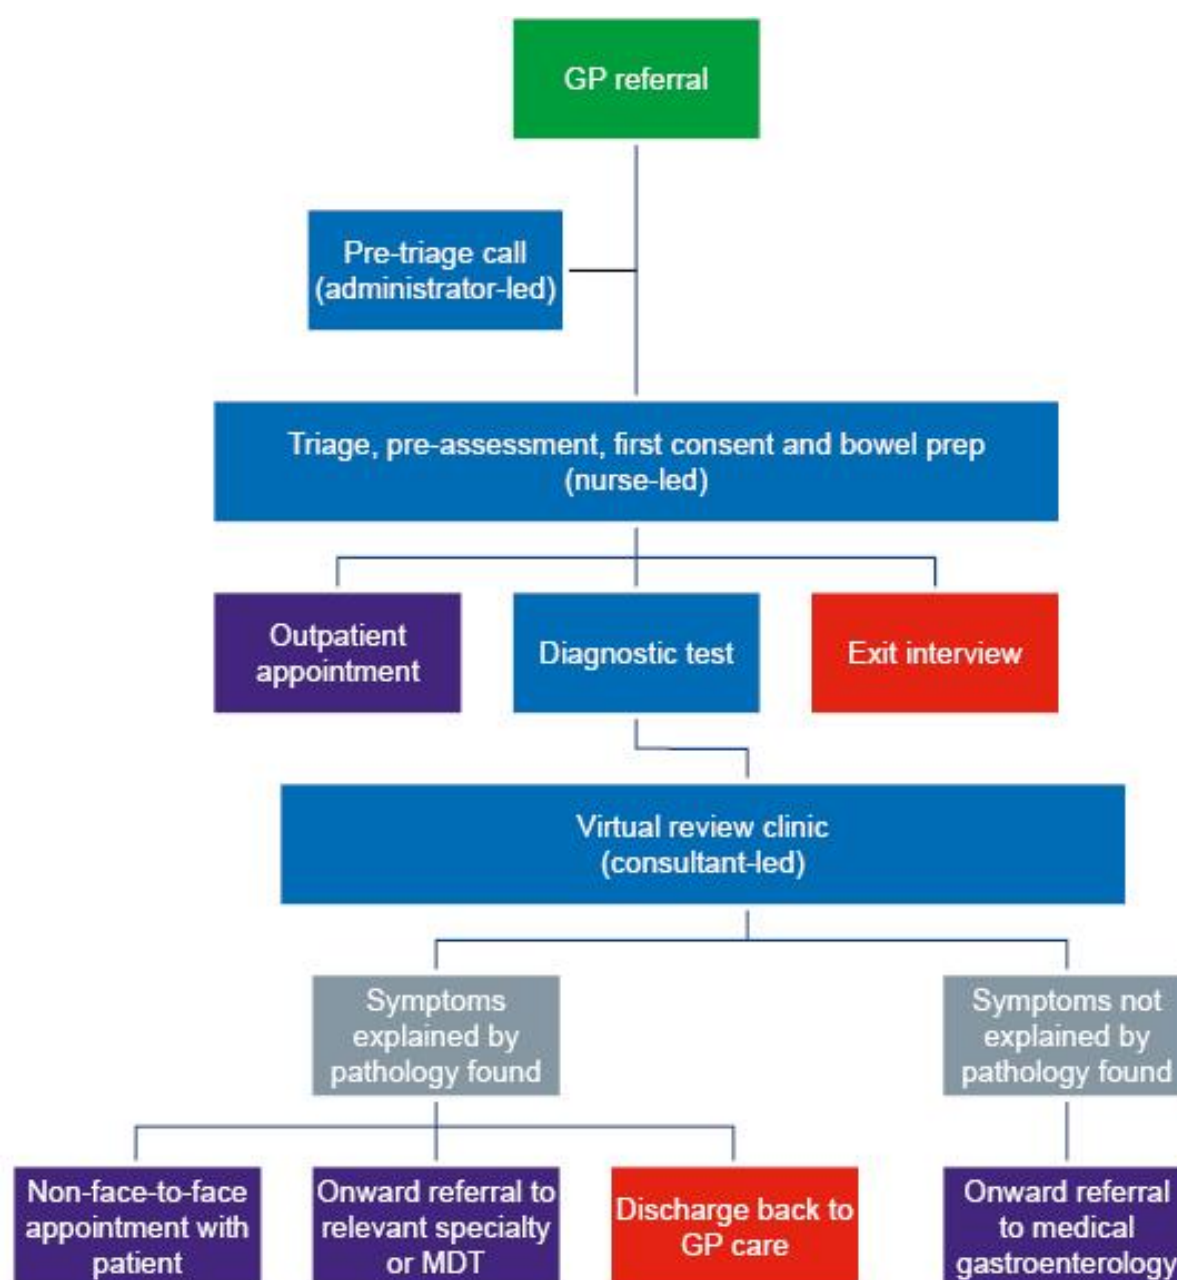 GP referral
Pre-triage call
(administrator-led)
Triage, pre-assessment, first consent and bowel prep
(nurse-led)
Outpatient
appointment
Diagnostic test
Exit interview
Virtual review clinic
(consultant-led)
Symptoms
explained by
pathology found
Symptoms not
explained by
pathology found
Non-face-to-face
appointment with
patient
Onward referral to
relevant specialty
or MDT
Discharge back to
GP care
Onward referral
to medical
gastroenterology